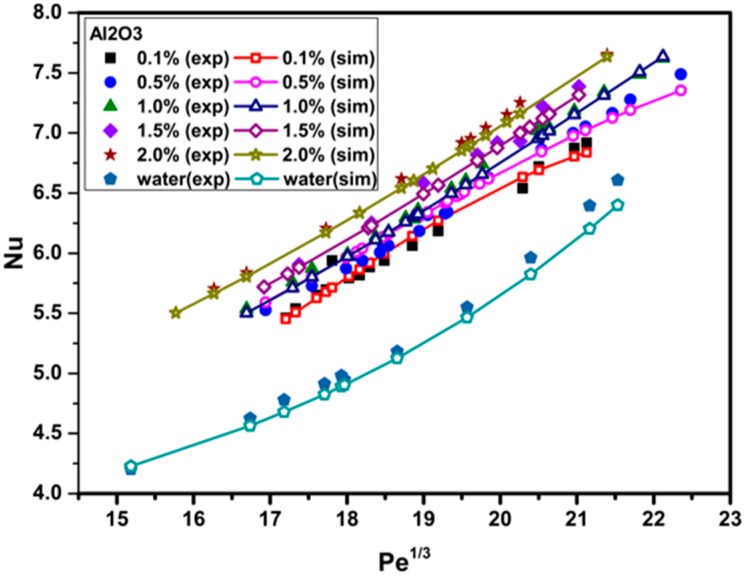 8.0
7.5
7.0
6.5
6.0
5.5
5.0
4.5
4.0
Nu
Al2O3
0.1% (exp) 0.1% (sim)
0.5% (exp) 0.5% (sim)
1.0% (exp) 1.0% (sim)
1.5% (exp) 1.5% (sim)
2.0% (exp) 2.0% (sim)
water(exp) water(sim)
15 16 17 18 19 20 21 22 23
Pe1/3